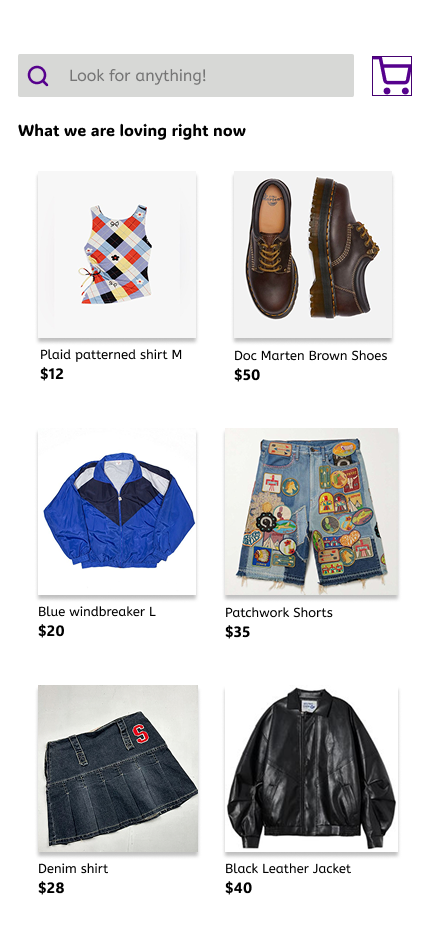 Look for anything!
What we are loving right now
Plaid patterned shirt M
$12
Doc Marten Brown Shoes
$50
Blue windbreaker L
$20
Patchwork Shorts
$35
S
Denim shirt
$28
Black Leather Jacket
$40